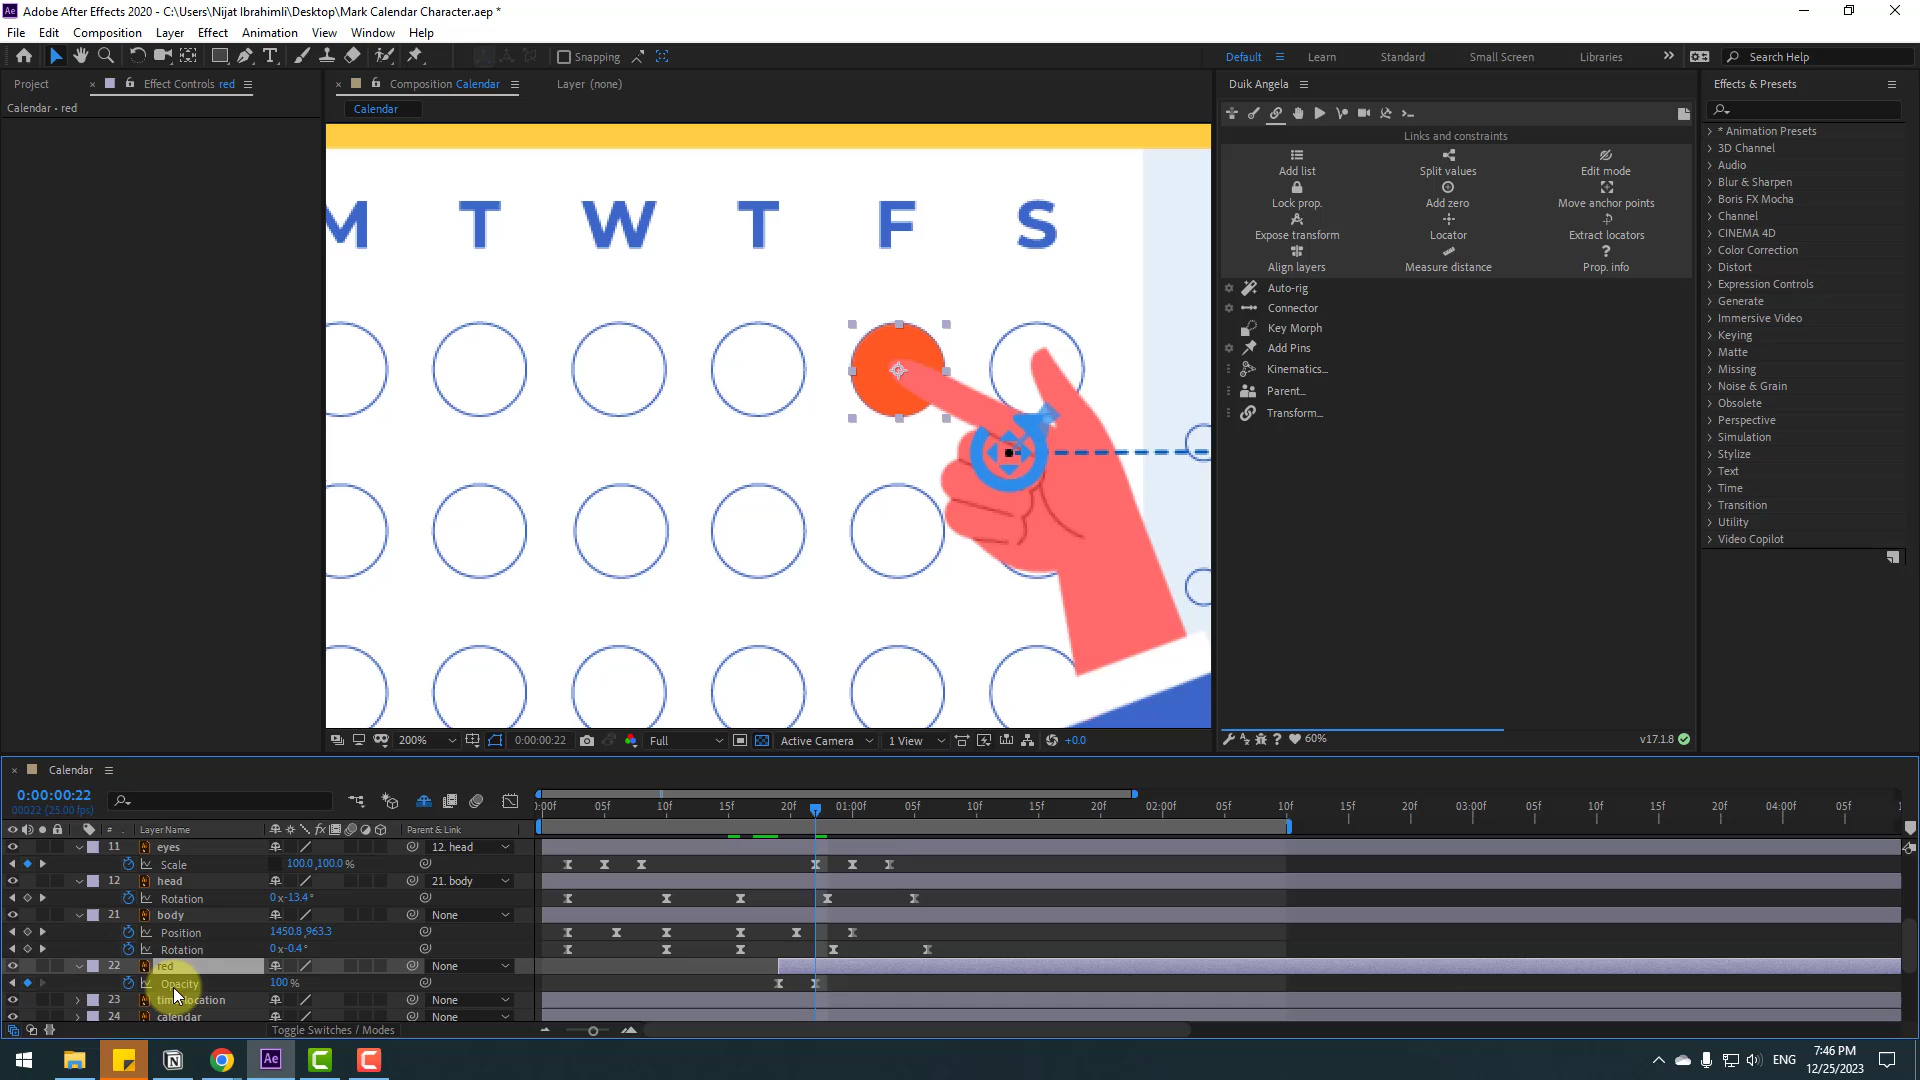 Adobe After Effects 2020 - C:\Users\Nijat Ibrahimli\Desktop\Mark Calendar Character.aep *
File Edit Composition Layer Effect Animation View Window Help
Snapping Default Learn Standard Small Screen Libraries Search Help
Project Effect Controls red Composition Calendar Layer (none) Duik Angela Effects & Presets
Calendar • red Calendar
Links and constraints
Add list Split values Edit mode
Lock prop. Add zero Move anchor points
Expose transform Locator Extract locators
Align layers Measure distance Prop. info
Auto-rig
Connector
Key Morph
Add Pins
Kinematics...
Parent...
Transform...
* Animation Presets
3D Channel
Audio
Blur & Sharpen
Boris FX Mocha
Channel
CINEMA 4D
Color Correction
Distort
Expression Controls
Generate
Immersive Video
Keying
Matte
Missing
Noise & Grain
Obsolete
Perspective
Simulation
Stylize
Text
Time
Transition
Utility
Video Copilot
M T W T F S
200% 0:00:00:22 Full Active Camera 1 View +0.0 60% v17.1.8
Calendar
0:00:00:22
00022 (25.00 fps)
:00f 05f 10f 15f 20f 01:00f 05f 10f 15f 20f 02:00f 05f 10f 15f 20f 03:00f 05f 10f 15f 20f 04:00f 05f 1
# . Layer Name Parent & Link
11 eyes 12. head
Scale 100.0,100.0 %
12 head 21. body
Rotation 0 x-13.4 °
21 body None
Position 1450.8,963.3
Rotation 0 x-0.4 °
22 red None
Opacity 100 %
23 None
24 calendar None
Toggle Switches / Modes
ENG 7:46 PM
12/25/2023